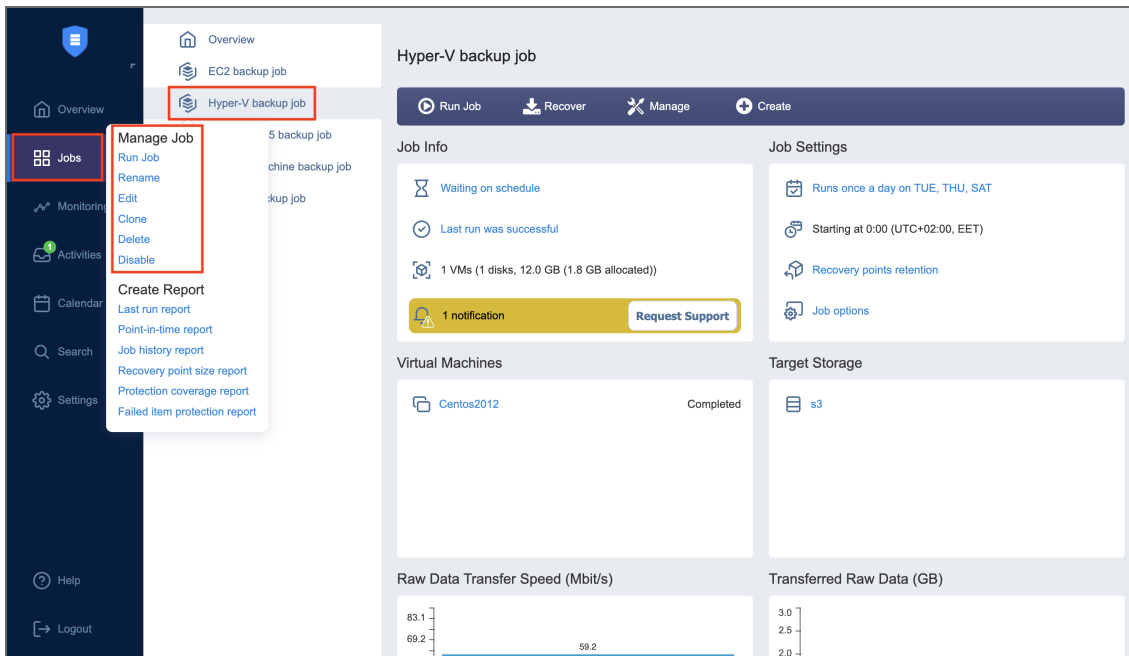 Overview
Jobs
Monitoring
1
Activities
Calendar
Search
Settings
Help
Logout
Overview
EC2 backup job
Hyper-V backup job
5 backup job
chine backup job
kup job
Manage Job
Run Job
Rename
Edit
Clone
Delete
Disable
Create Report
Last run report
Point-in-time report
Job history report
Recovery point size report
Protection coverage report
Failed item protection report
Hyper-V backup job
Run Job Recover Manage Create
Job Info
Waiting on schedule
Last run was successful
1 VMs (1 disks, 12.0 GB (1.8 GB allocated))
1 notification Request Support
Job Settings
Runs once a day on TUE, THU, SAT
Starting at 0:00 (UTC+02:00, EET)
Recovery points retention
Job options
Virtual Machines
Centos2012 Completed
Target Storage
s3
Raw Data Transfer Speed (Mbit/s)
83.1
69.2
59.2
Transferred Raw Data (GB)
3.0
2.5
2.0